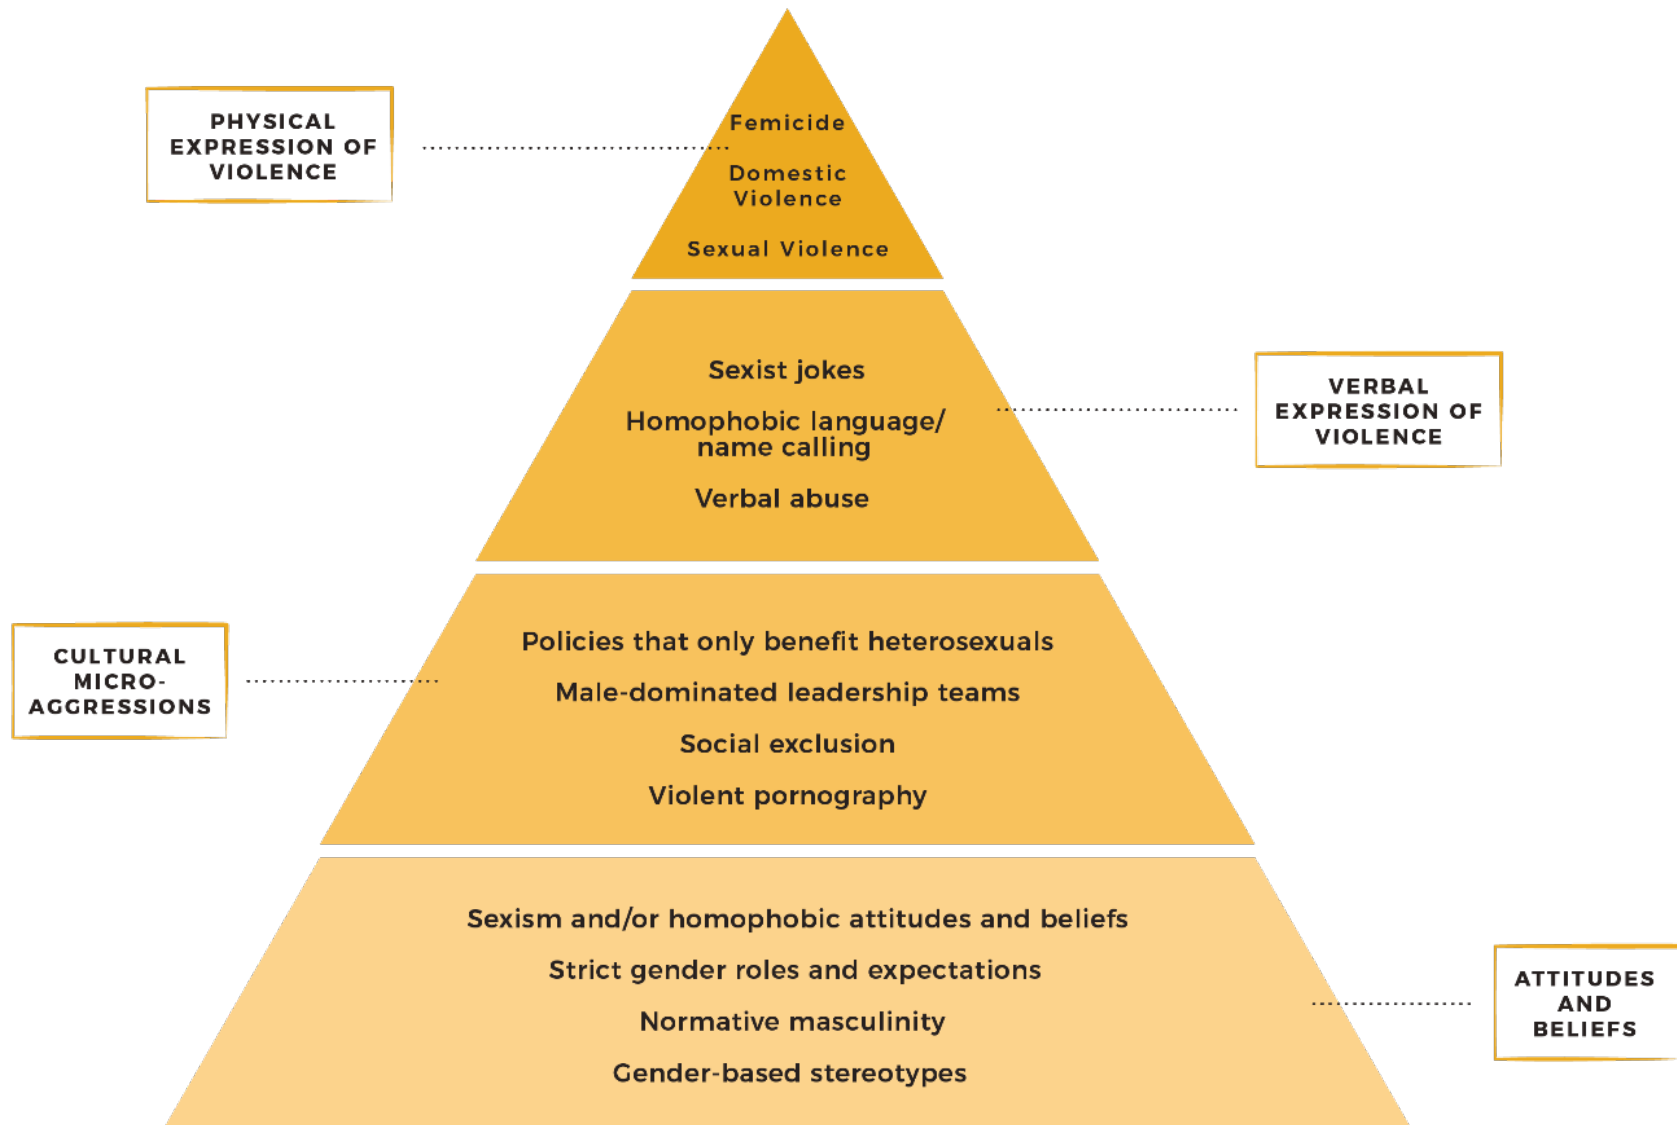 PHYSICAL
EXPRESSION OF
VIOLENCE
Femicide
Domestic
Violence
Sexual Violence
Sexist jokes
Homophobic language/
name calling
Verbal abuse
VERBAL
EXPRESSION OF
VIOLENCE
CULTURAL
MICRO-
AGGRESSIONS
Policies that only benefit heterosexuals
Male-dominated leadership teams
Social exclusion
Violent pornography
Sexism and/or homophobic attitudes and beliefs
Strict gender roles and expectations
Normative masculinity
Gender-based stereotypes
ATTITUDES
AND
BELIEFS